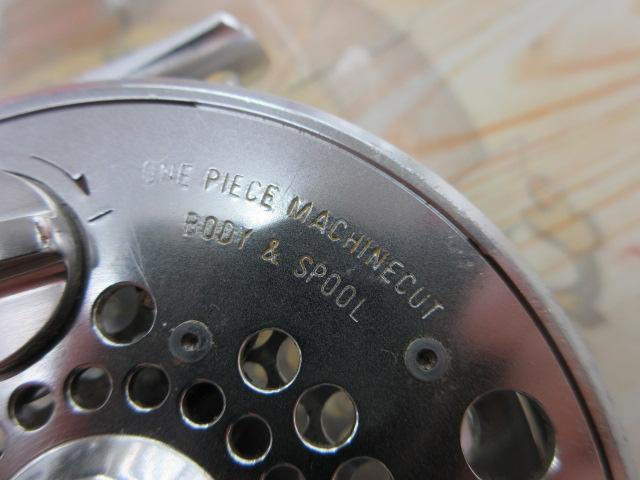 ONE PIECE MACHINECUT
BODY & SPOOL